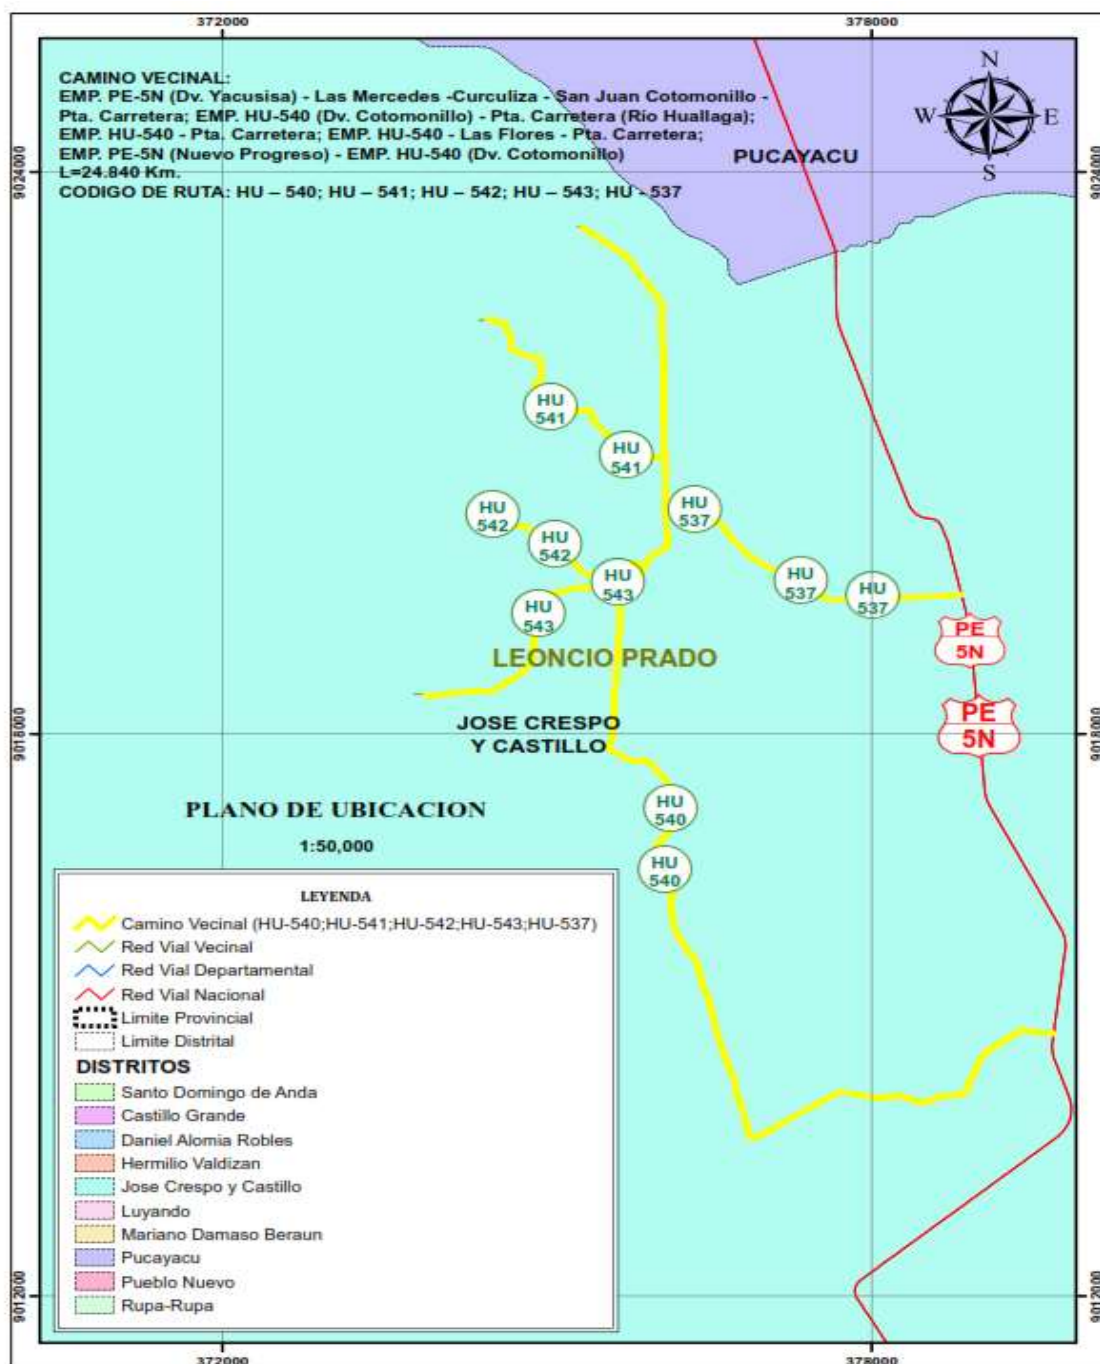 372000
378000
CAMINO VECINAL:
EMP. PE-5N (Dv. Yacusisa) - Las Mercedes -Curculiza - San Juan Cotomonillo -
Pta. Carretera; EMP. HU-540 (Dv. Cotomonillo) - Pta. Carretera (Río Huallaga);
EMP. HU-540 - Pta. Carretera; EMP. HU-540 - Las Flores - Pta. Carretera;
EMP. PE-5N (Nuevo Progreso) - EMP. HU-540 (Dv. Cotomonillo)
L=24.840 Km.
CODIGO DE RUTA: HU – 540; HU – 541; HU – 542; HU – 543; HU - 537
N
W
E
S
PUCAYACU
9024000
9024000
HU
541
HU
541
HU
542
HU
537
HU
542
HU
543
HU
537
HU
537
HU
543
PE
5N
LEONCIO PRADO
PE
5N
JOSE CRESPO
Y CASTILLO
9018000
9018000
HU
540
HU
540
PLANO DE UBICACION
1:50,000
LEYENDA
Camino Vecinal (HU-540;HU-541;HU-542;HU-543;HU-537)
Red Vial Vecinal
Red Vial Departamental
Red Vial Nacional
Limite Provincial
Limite Distrital
DISTRITOS
Santo Domingo de Anda
Castillo Grande
Daniel Alomia Robles
Hermilio Valdizan
Jose Crespo y Castillo
Luyando
Mariano Damaso Beraun
Pucayacu
Pueblo Nuevo
Rupa-Rupa
9012000
9012000
372000
378000